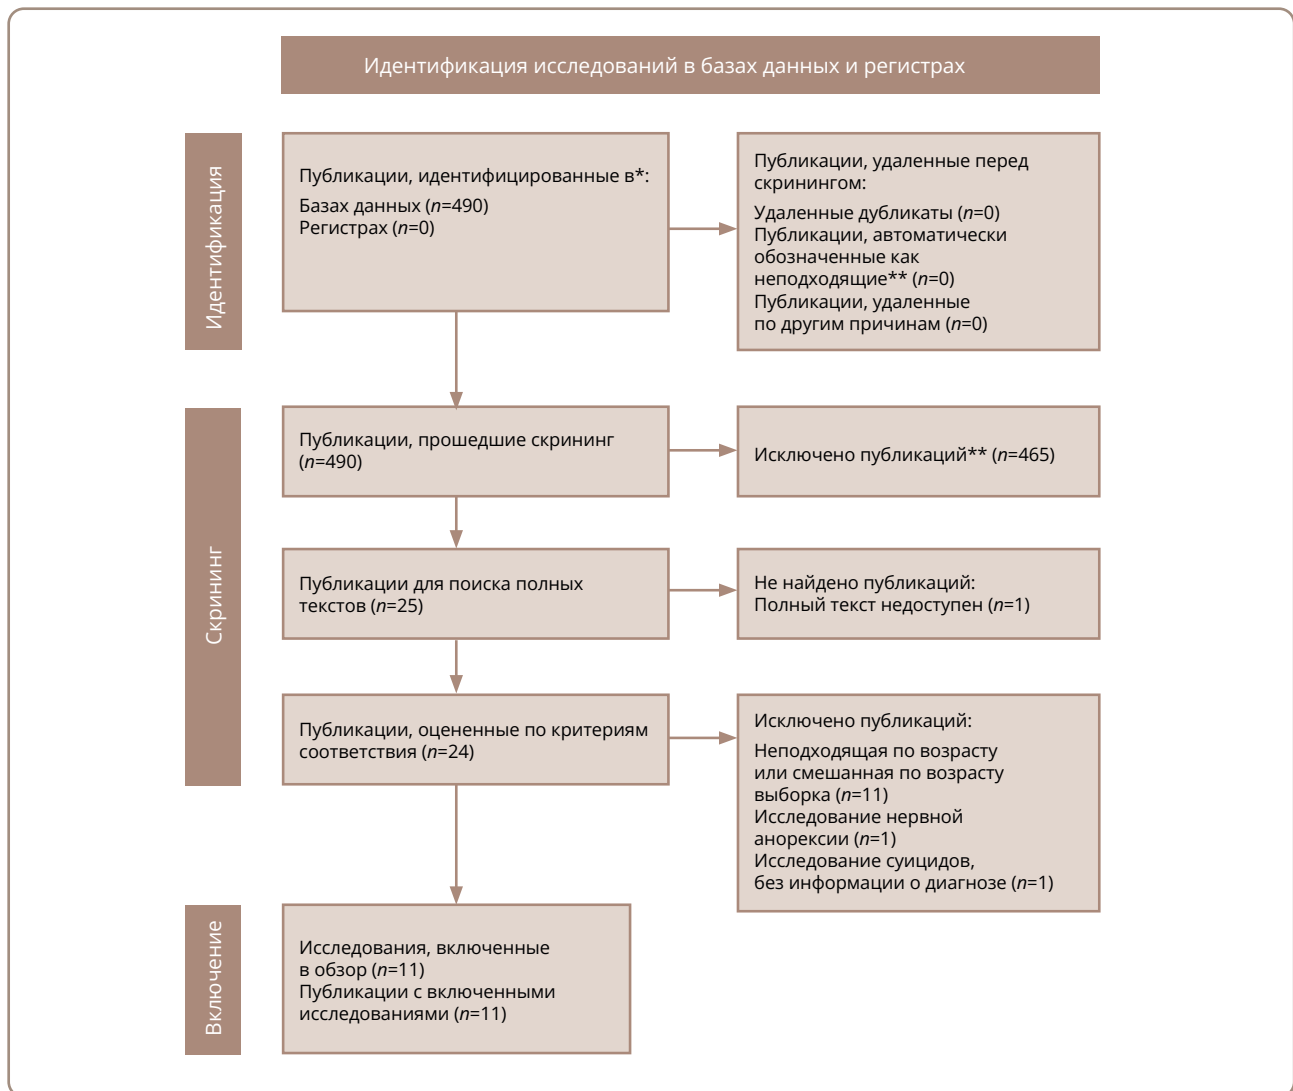 Идентификация исследований в базах данных и регистрах
Идентификация
Публикации, идентифицированные в*:
Базах данных (n=490)
Регистрах (n=0)
Публикации, удаленные перед
скринингом:
Удаленные дубликаты (n=0)
Публикации, автоматически
обозначенные как
неподходящие** (n=0)
Публикации, удаленные
по другим причинам (n=0)
Скрининг
Публикации, прошедшие скрининг
(n=490)
Исключено публикаций** (n=465)
Публикации для поиска полных
текстов (n=25)
Не найдено публикаций:
Полный текст недоступен (n=1)
Публикации, оцененные по критериям
соответствия (n=24)
Исключено публикаций:
Неподходящая по возрасту
или смешанная по возрасту
выборка (n=11)
Исследование нервной
анорексии (n=1)
Исследование суицидов,
без информации о диагнозе (n=1)
Включение
Исследования, включенные
в обзор (n=11)
Публикации с включенными
исследованиями (n=11)